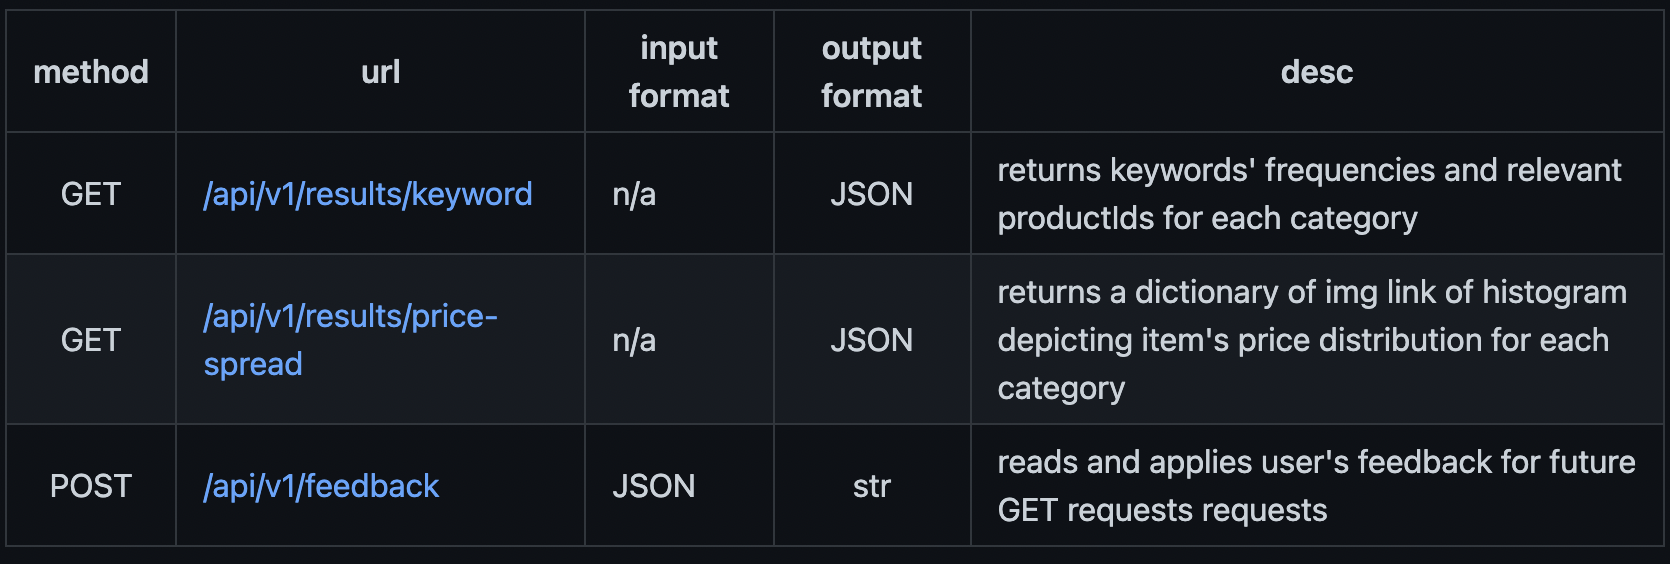 method
url
input
format
output
format
desc
GET
/api/v1/results/keyword
n/a
JSON
returns keywords' frequencies and relevant
productIds for each category
GET
/api/v1/results/price-
spread
n/a
JSON
returns a dictionary of img link of histogram
depicting item's price distribution for each
category
POST
/api/v1/feedback
JSON
str
reads and applies user's feedback for future
GET requests requests